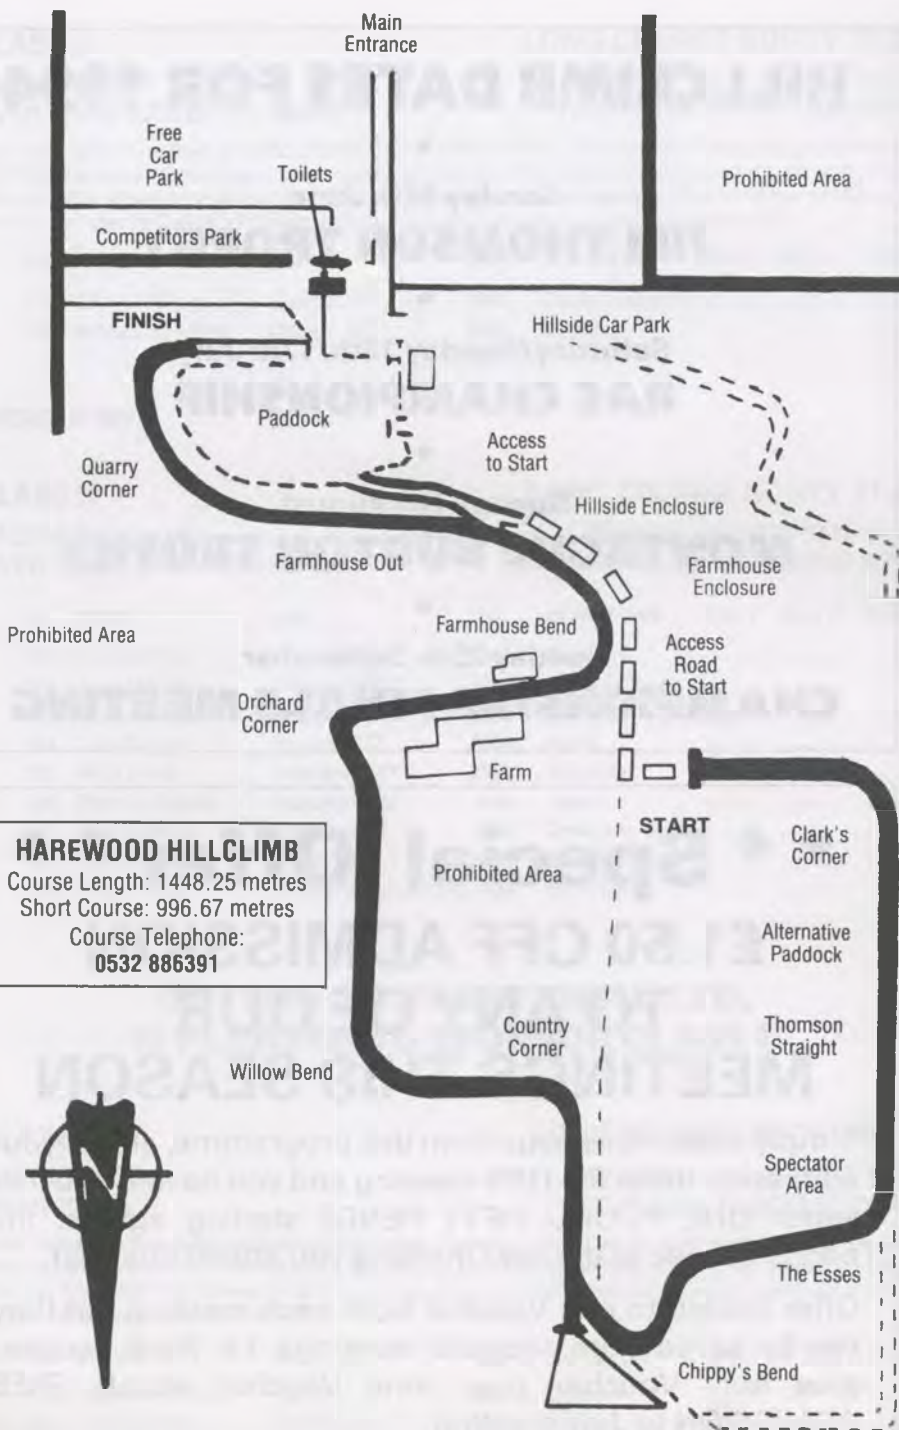 Main
Entrance
Free
Car
Park
Toilets
Prohibited Area
Competitors Park
FINISH
Hillside Car Park
Paddock
Access
to Start
Quarry
Corner
Hillside Enclosure
Farmhouse Out
Farmhouse
Enclosure
Prohibited Area
Farmhouse Bend
Access
Road
to Start
Orchard
Corner
Farm
START
Clark's
Corner
HAREWOOD HILLCLIMB
Course Length: 1448.25 metres
Short Course: 996.67 metres
Course Telephone:
0532 886391
Prohibited Area
Alternative
Paddock
Country
Corner
Thomson
Straight
Willow Bend
N
Spectator
Area
The Esses
Chippy's Bend